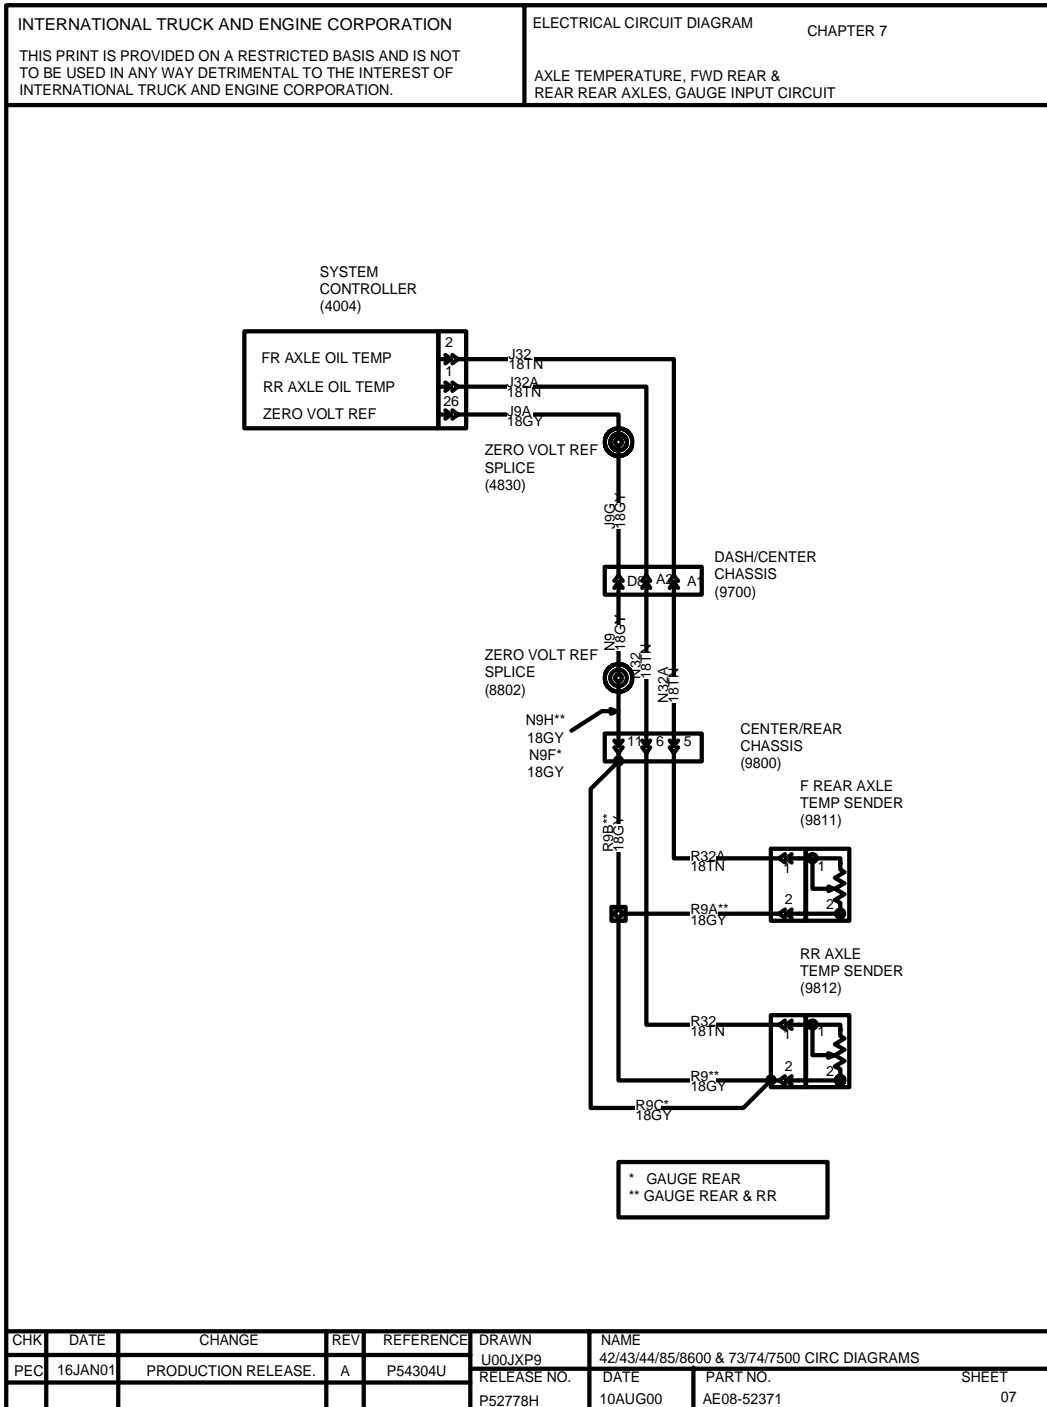 INTERNATIONAL TRUCK AND ENGINE CORPORATION
THIS PRINT IS PROVIDED ON A RESTRICTED BASIS AND IS NOT
TO BE USED IN ANY WAY DETRIMENTAL TO THE INTEREST OF
INTERNATIONAL TRUCK AND ENGINE CORPORATION.
ELECTRICAL CIRCUIT DIAGRAM
CHAPTER 7
AXLE TEMPERATURE, FWD REAR &
REAR REAR AXLES, GAUGE INPUT CIRCUIT
SYSTEM
CONTROLLER
(4004)
FR AXLE OIL TEMP
2
J32
18TN
RR AXLE OIL TEMP
1
J32A
18TN
ZERO VOLT REF
26
J9A
18GY
ZERO VOLT REF
SPLICE
(4830)
J9G
18GY
DASH/CENTER
CHASSIS
(9700)
D8
A2
A1
N9
18GY
N32
18TN
N32A
18TN
ZERO VOLT REF
SPLICE
(8802)
N9H**
18GY
N9F*
18GY
11
6
5
CENTER/REAR
CHASSIS
(9800)
F REAR AXLE
TEMP SENDER
(9811)
R9B**
18GY
R32A
18TN
1
1
R9A**
18GY
2
2
RR AXLE
TEMP SENDER
(9812)
R32
18TN
1
1
R9**
18GY
2
2
R9C*
18GY
* GAUGE REAR
** GAUGE REAR & RR
CHK DATE CHANGE REV REFERENCE
PEC 16JAN01 PRODUCTION RELEASE. A P54304U
DRAWN
U00JXP9
NAME
42/43/44/85/8600 & 73/74/7500 CIRC DIAGRAMS
RELEASE NO.
P52778H
DATE
10AUG00
PART NO.
AE08-52371
SHEET
07